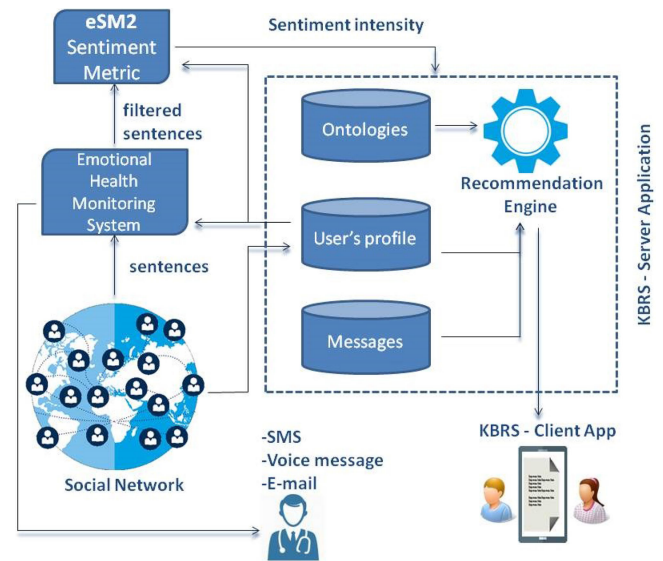 eSM2
Sentiment
Metric
Sentiment intensity
filtered
sentences
Ontologies
Recommendation
Engine
Emotional
Health
Monitoring
System
User's profile
KBRS - Server Application
sentences
Messages
Social Network
-SMS
-Voice message
-E-mail
KBRS - Client App